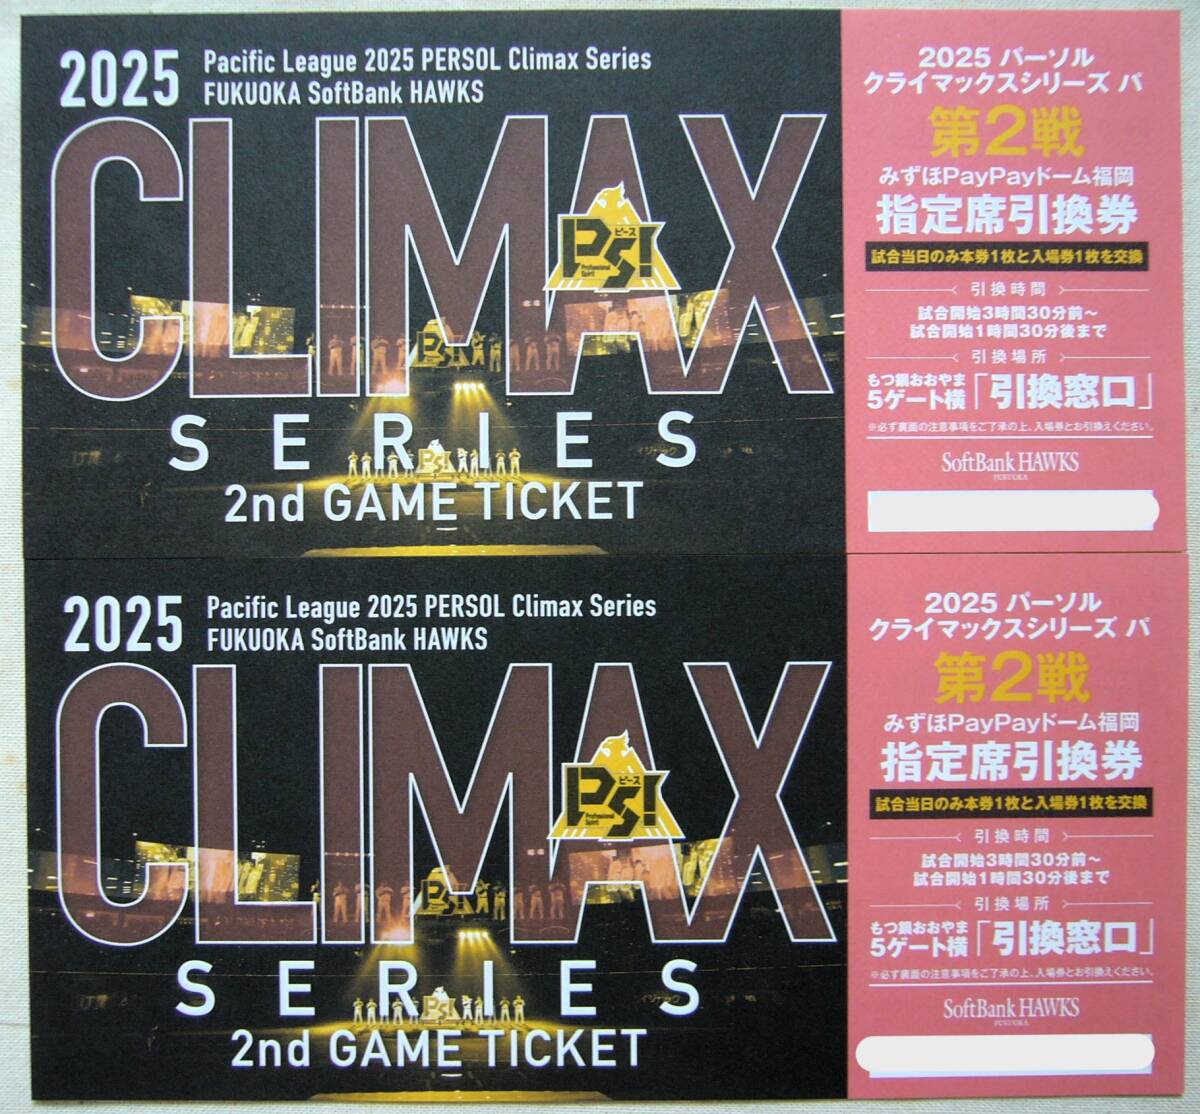 2025
Pacific League 2025 PERSOL Climax Series
FUKUOKA SoftBank HAWKS
CLIMAX
ピース
PS!
Professional
Spirit
SERIES
2nd GAME TICKET
2025 パーソル
クライマックスシリーズ パ
第2戦
みずほPayPayドーム福岡
指定席引換券
試合当日のみ本券1枚と入場券1枚を交換
引換時間
試合開始3時間30分前～
試合開始1時間30分後まで
引換場所
もつ鍋おおやま
5ゲート横「引換窓口」
※必ず裏面の注意事項をご了承の上、入場券とお引換えください。
SoftBank HAWKS
FUKUOKA
2025
Pacific League 2025 PERSOL Climax Series
FUKUOKA SoftBank HAWKS
CLIMAX
ピース
PS!
Professional
Spirit
SERIES
2nd GAME TICKET
2025 パーソル
クライマックスシリーズ パ
第2戦
みずほPayPayドーム福岡
指定席引換券
試合当日のみ本券1枚と入場券1枚を交換
引換時間
試合開始3時間30分前～
試合開始1時間30分後まで
引換場所
もつ鍋おおやま
5ゲート横「引換窓口」
※必ず裏面の注意事項をご了承の上、入場券とお引換えください。
SoftBank HAWKS
FUKUOKA